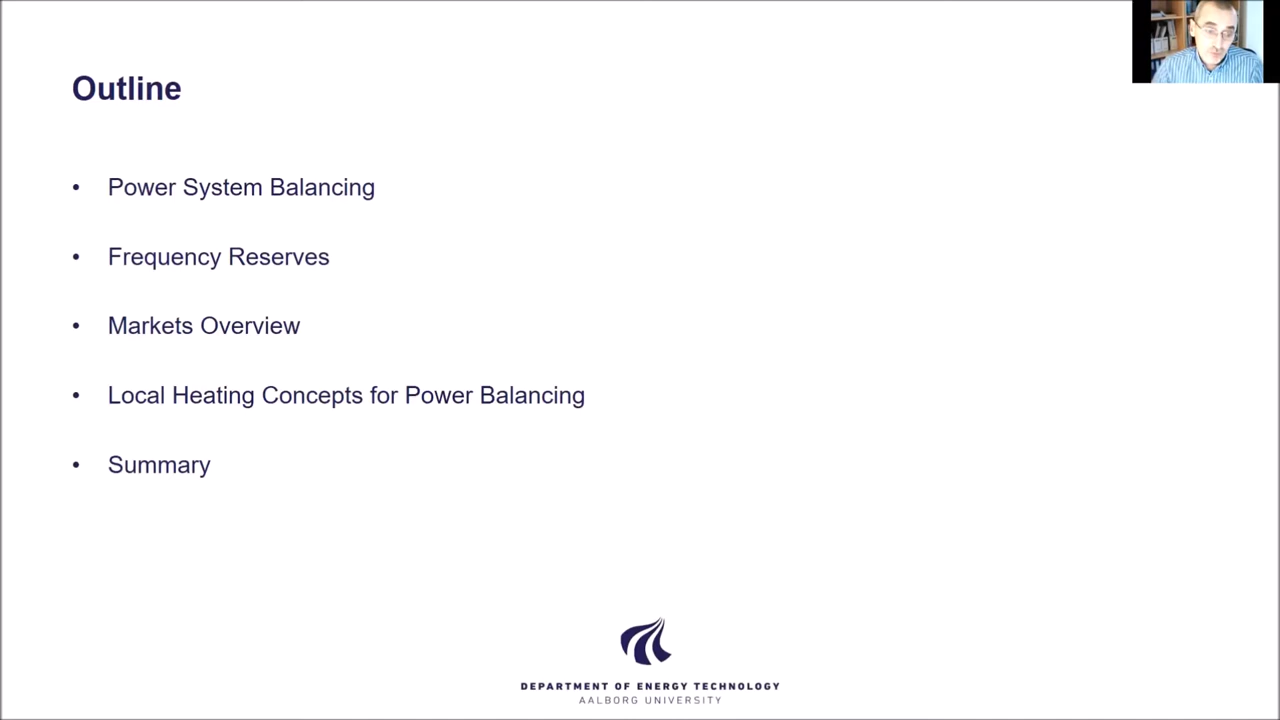 Outline
• Power System Balancing
• Frequency Reserves
• Markets Overview
• Local Heating Concepts for Power Balancing
• Summary
DEPARTMENT OF ENERGY TECHNOLOGY
AALBORG UNIVERSITY